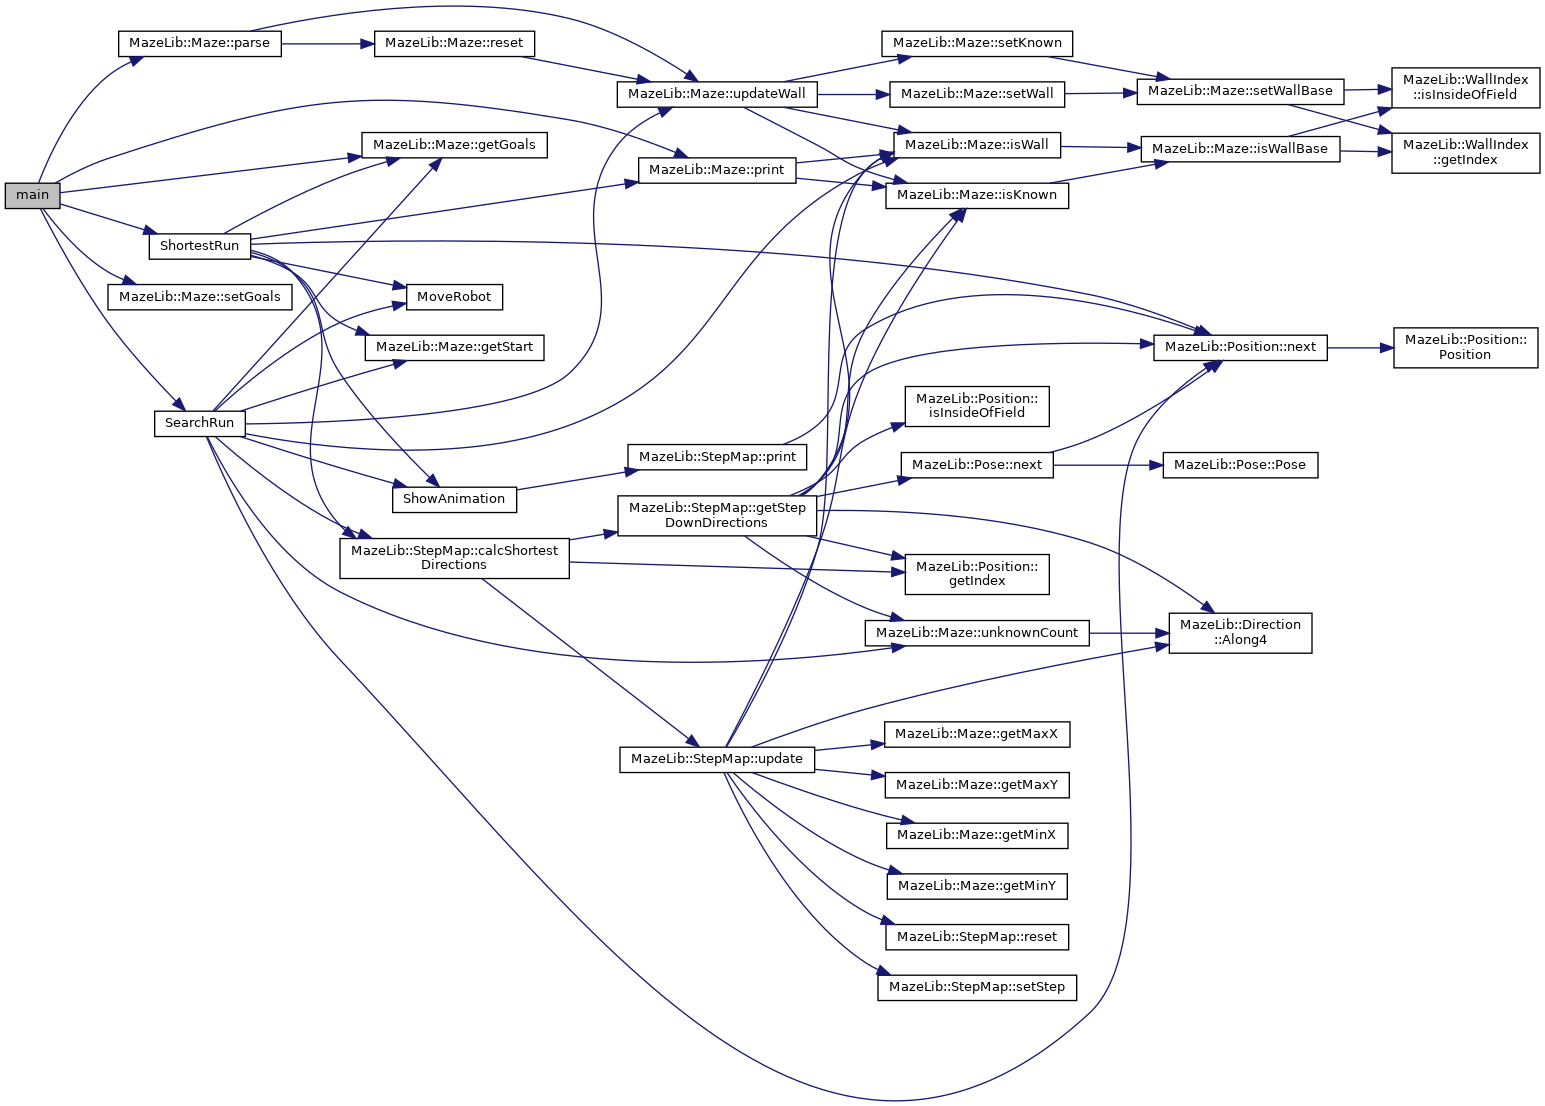 main
MazeLib::Maze::parse
MazeLib::Maze::reset
MazeLib::Maze::updateWall
MazeLib::Maze::setKnown
MazeLib::Maze::setWall
MazeLib::Maze::setWallBase
MazeLib::WallIndex
::isInsideOfField
MazeLib::Maze::getGoals
MazeLib::Maze::print
MazeLib::Maze::isWall
MazeLib::Maze::isWallBase
MazeLib::WallIndex
::getIndex
MazeLib::Maze::isKnown
ShortestRun
MazeLib::Maze::setGoals
MoveRobot
MazeLib::Maze::getStart
MazeLib::Position::next
MazeLib::Position::
Position
SearchRun
MazeLib::Position::
isInsideOfField
MazeLib::StepMap::print
MazeLib::Pose::next
MazeLib::Pose::Pose
ShowAnimation
MazeLib::StepMap::getStep
DownDirections
MazeLib::StepMap::calcShortest
Directions
MazeLib::Position::
getIndex
MazeLib::Maze::unknownCount
MazeLib::Direction
::Along4
MazeLib::StepMap::update
MazeLib::Maze::getMaxX
MazeLib::Maze::getMaxY
MazeLib::Maze::getMinX
MazeLib::Maze::getMinY
MazeLib::StepMap::reset
MazeLib::StepMap::setStep